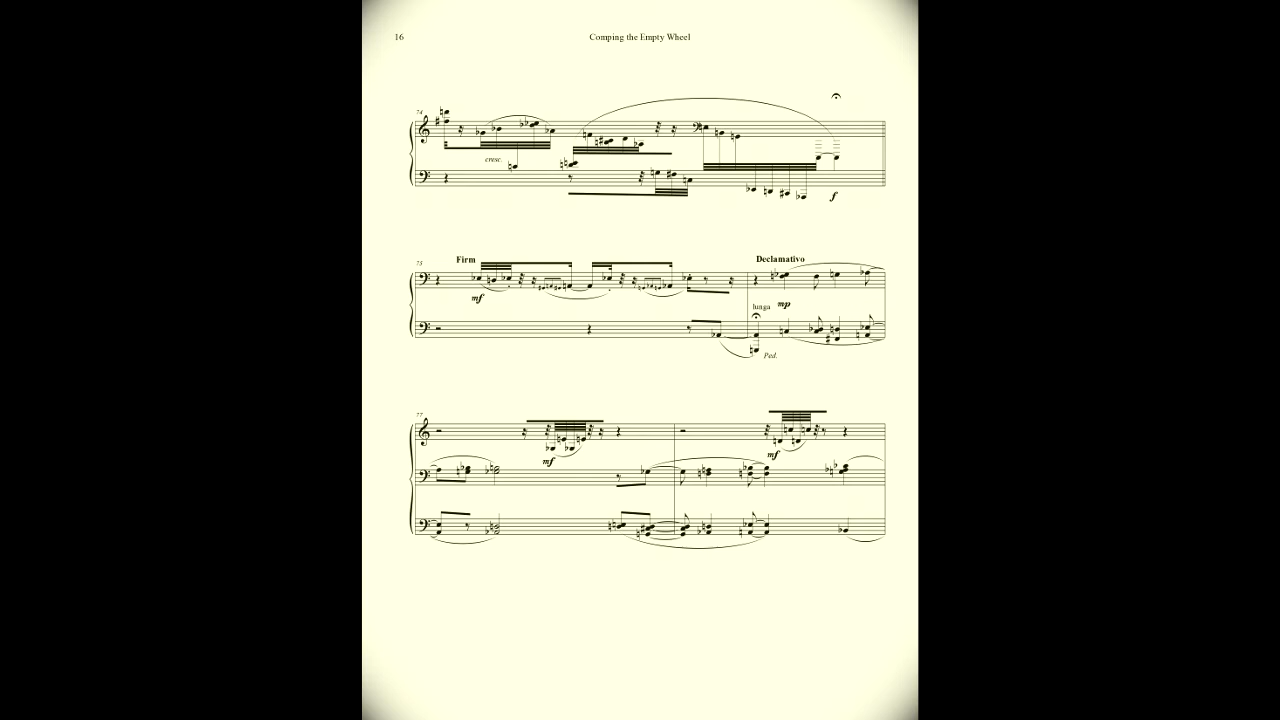 16
Comping the Empty Wheel
74
cresc.
f
75
Firm
Declamativo
mf
lunga
mp
Ped.
77
mf
mf